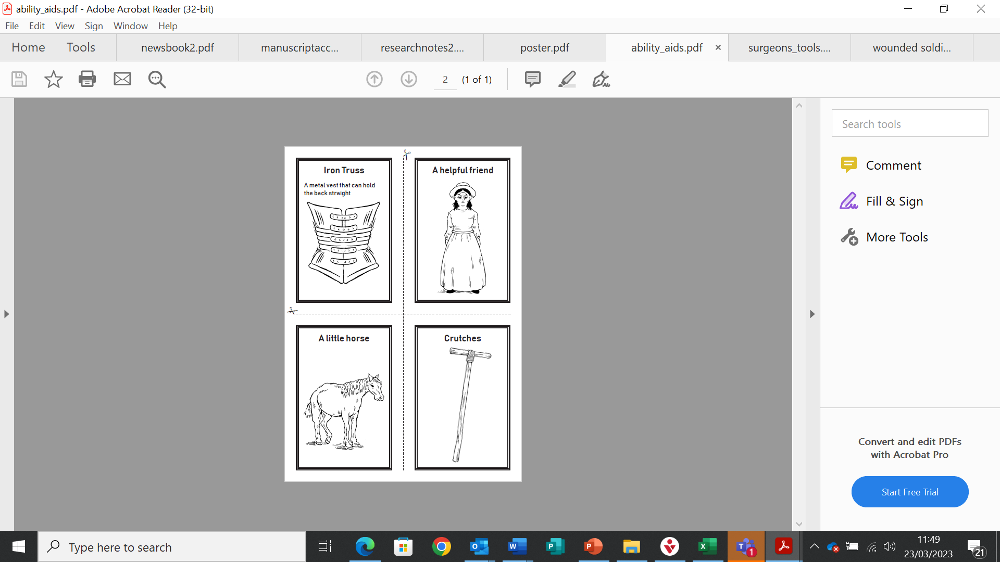 ability_aids.pdf - Adobe Acrobat Reader (32-bit)
File Edit View Sign Window Help
Home Tools newsbook2.pdf manuscriptacc... researchnotes2.... poster.pdf ability_aids.pdf × surgeons_tools.... wounded soldi...
2 (1 of 1)
Search tools
Comment
Fill & Sign
More Tools
Iron Truss
A metal vest that can hold
the back straight
A helpful friend
A little horse
Crutches
Convert and edit PDFs
with Acrobat Pro
Start Free Trial
Type here to search
11:49
23/03/2023
1
21